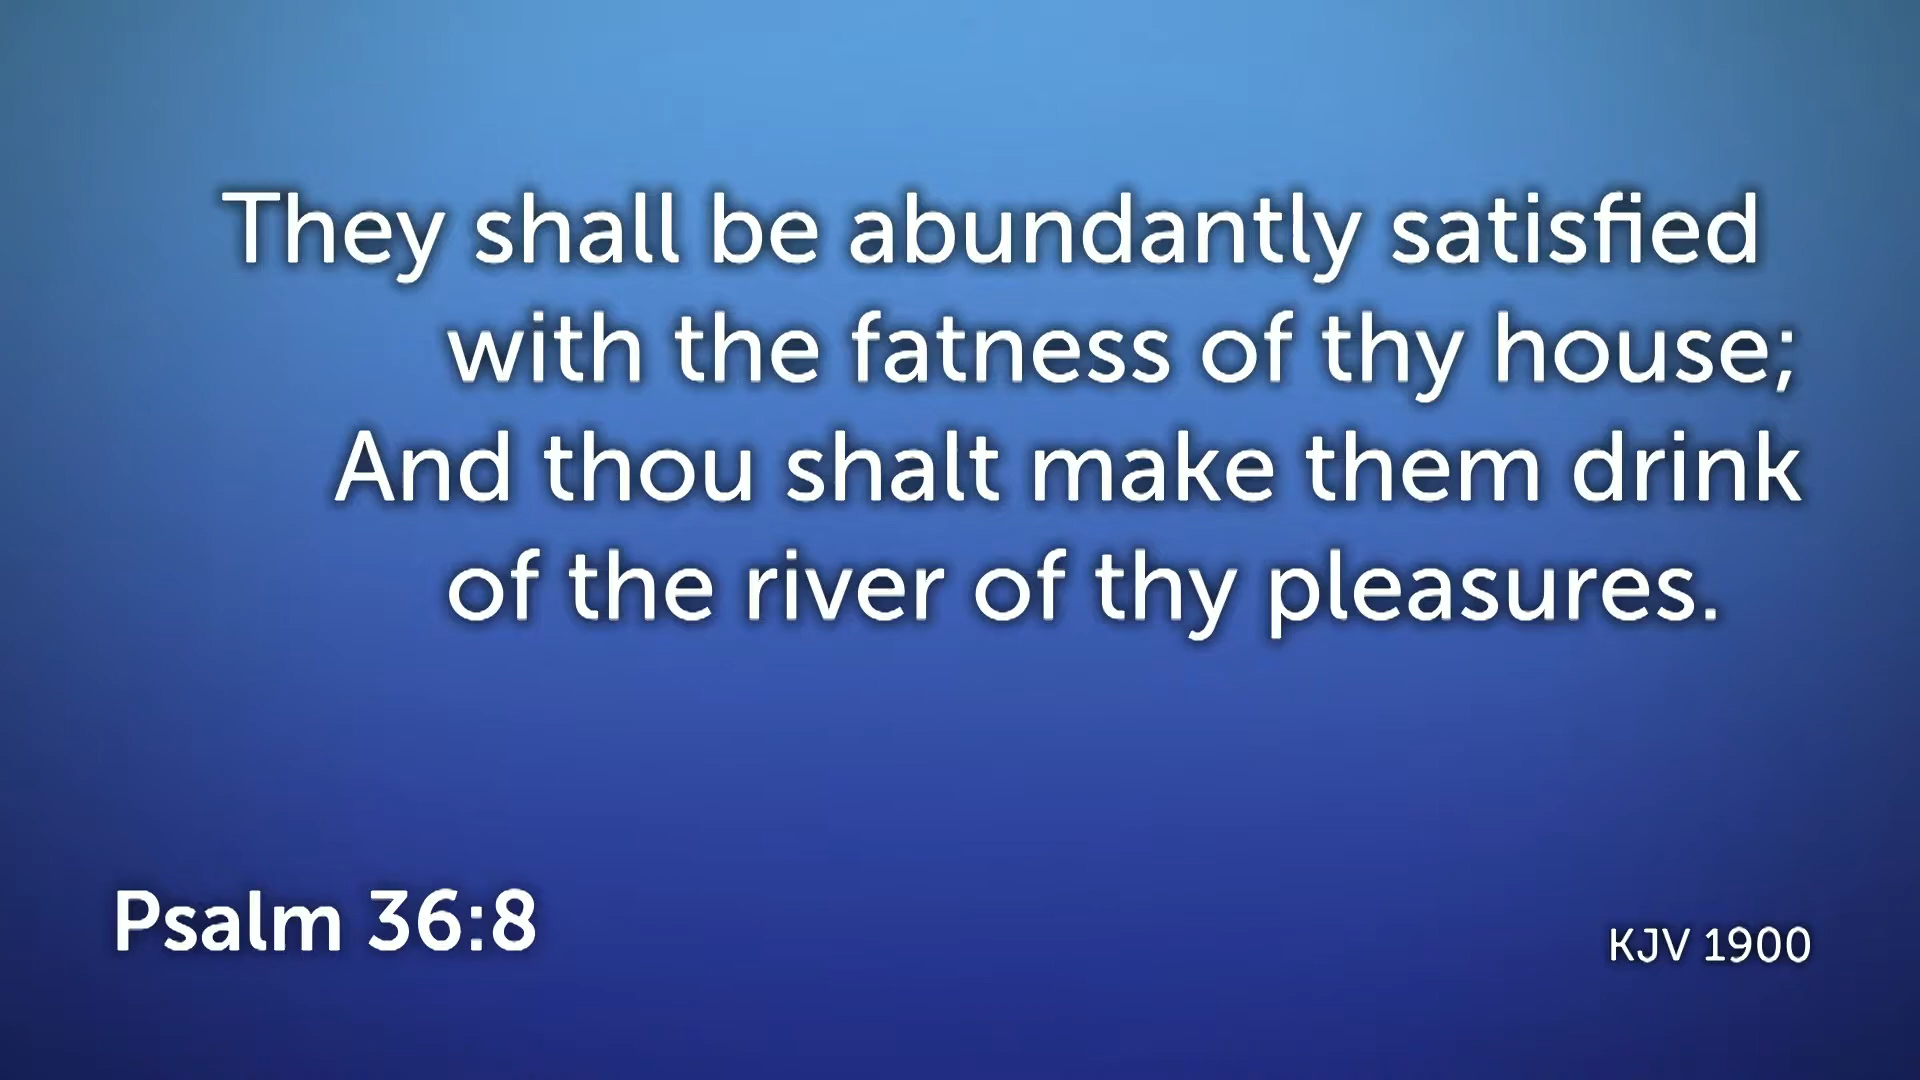 They shall be abundantly satisfied
with the fatness of thy house;
And thou shalt make them drink
of the river of thy pleasures.
Psalm 36:8
KJV 1900